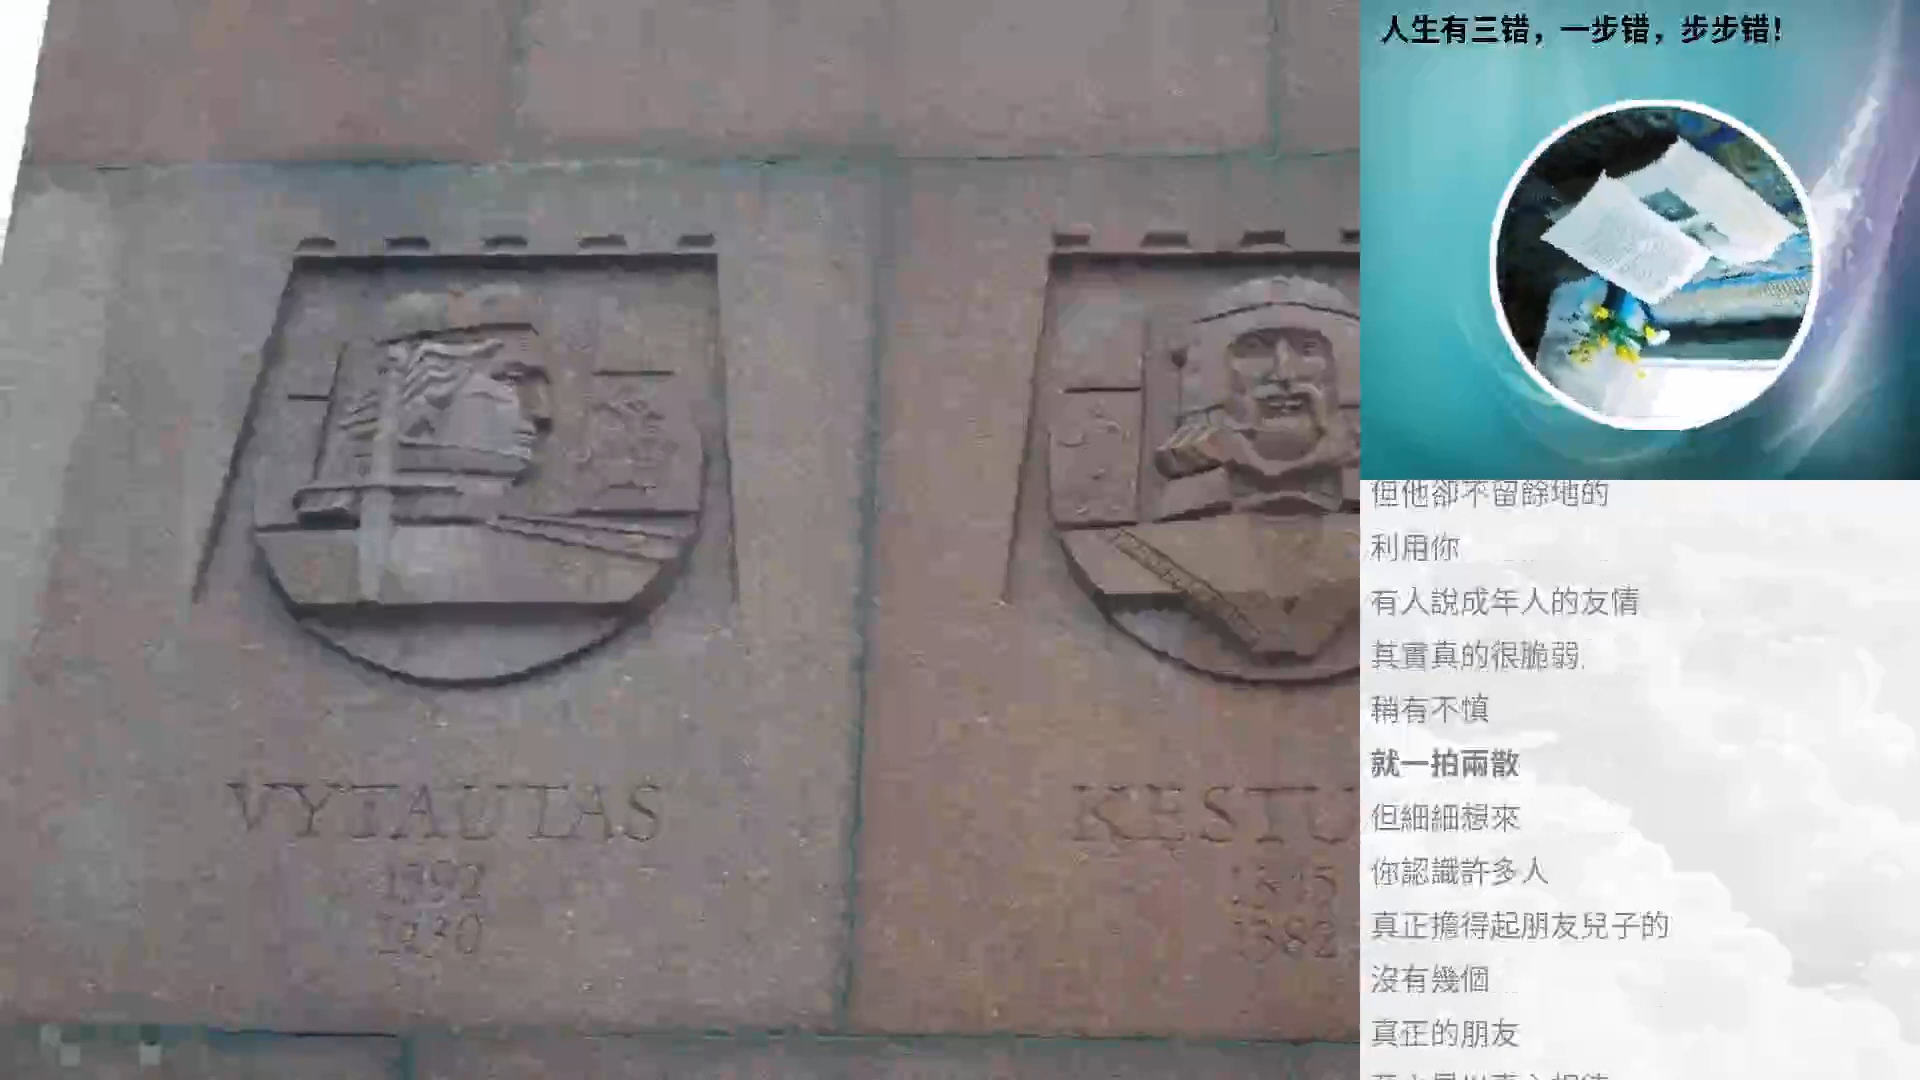 VYTAUTAS
1392
1430
KĘSTU
1345
1382
人生有三错，一步错，步步错！
但他卻不留餘地的
利用你
有人說成年人的友情
其實真的很脆弱
稍有不慎
就一拍兩散
但細細想來
你認識許多人
真正擔得起朋友兒子的
沒有幾個
真正的朋友